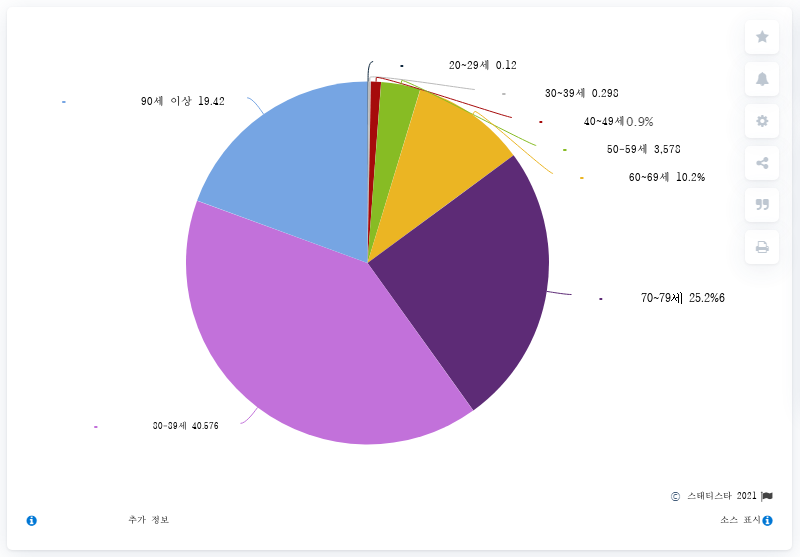 20~29세 0.12
90세 이상 19.42
30~39세 0.298
40~49세0.9%
50-59세 3,578
60~69세 10.2%
70~79세 25.2%6
80-89세 40.576
© 스태티스타 2021
추가 정보
소스 표시